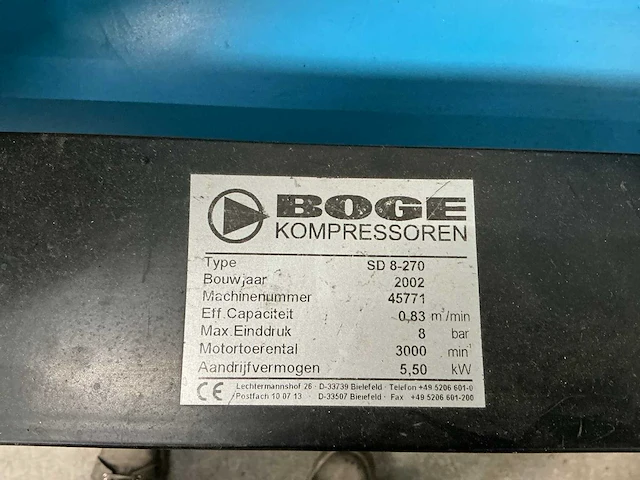 BOGE
KOMPRESSOREN
Type SD 8-270
Bouwjaar 2002
Machinenummer 45771
Eff.Capaciteit 0,83 m³/min
Max.Einddruk 8 bar
Motortoerental 3000 min⁻¹
Aandrijfvermogen 5,50 kW
CE Lechtermannshof 26 · D-33739 Bielefeld · Telefon +49 5206 601-0
Postfach 10 07 13 · D-33507 Bielefeld · Fax +49 5206 601-200